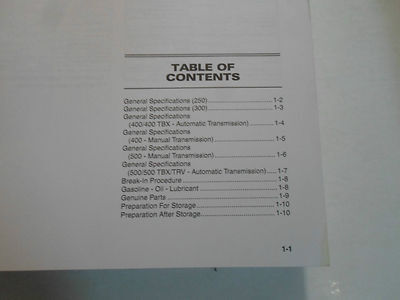 TABLE OF
CONTENTS
General Specifications (250) ............................ 1-2
General Specifications (300) ............................ 1-3
General Specifications
(400/400 TBX - Automatic Transmission) ........... 1-4
General Specifications
(400 - Manual Transmission) ........................... 1-5
General Specifications
(500 - Manual Transmission) ........................... 1-6
General Specifications
(500/500 TBX/TRV - Automatic Transmission) ..... 1-7
Break-In Procedure ........................................ 1-8
Gasoline - Oil - Lubricant ................................ 1-8
Genuine Parts ................................................ 1-9
Preparation For Storage ................................. 1-10
Preparation After Storage ............................... 1-10
1-1